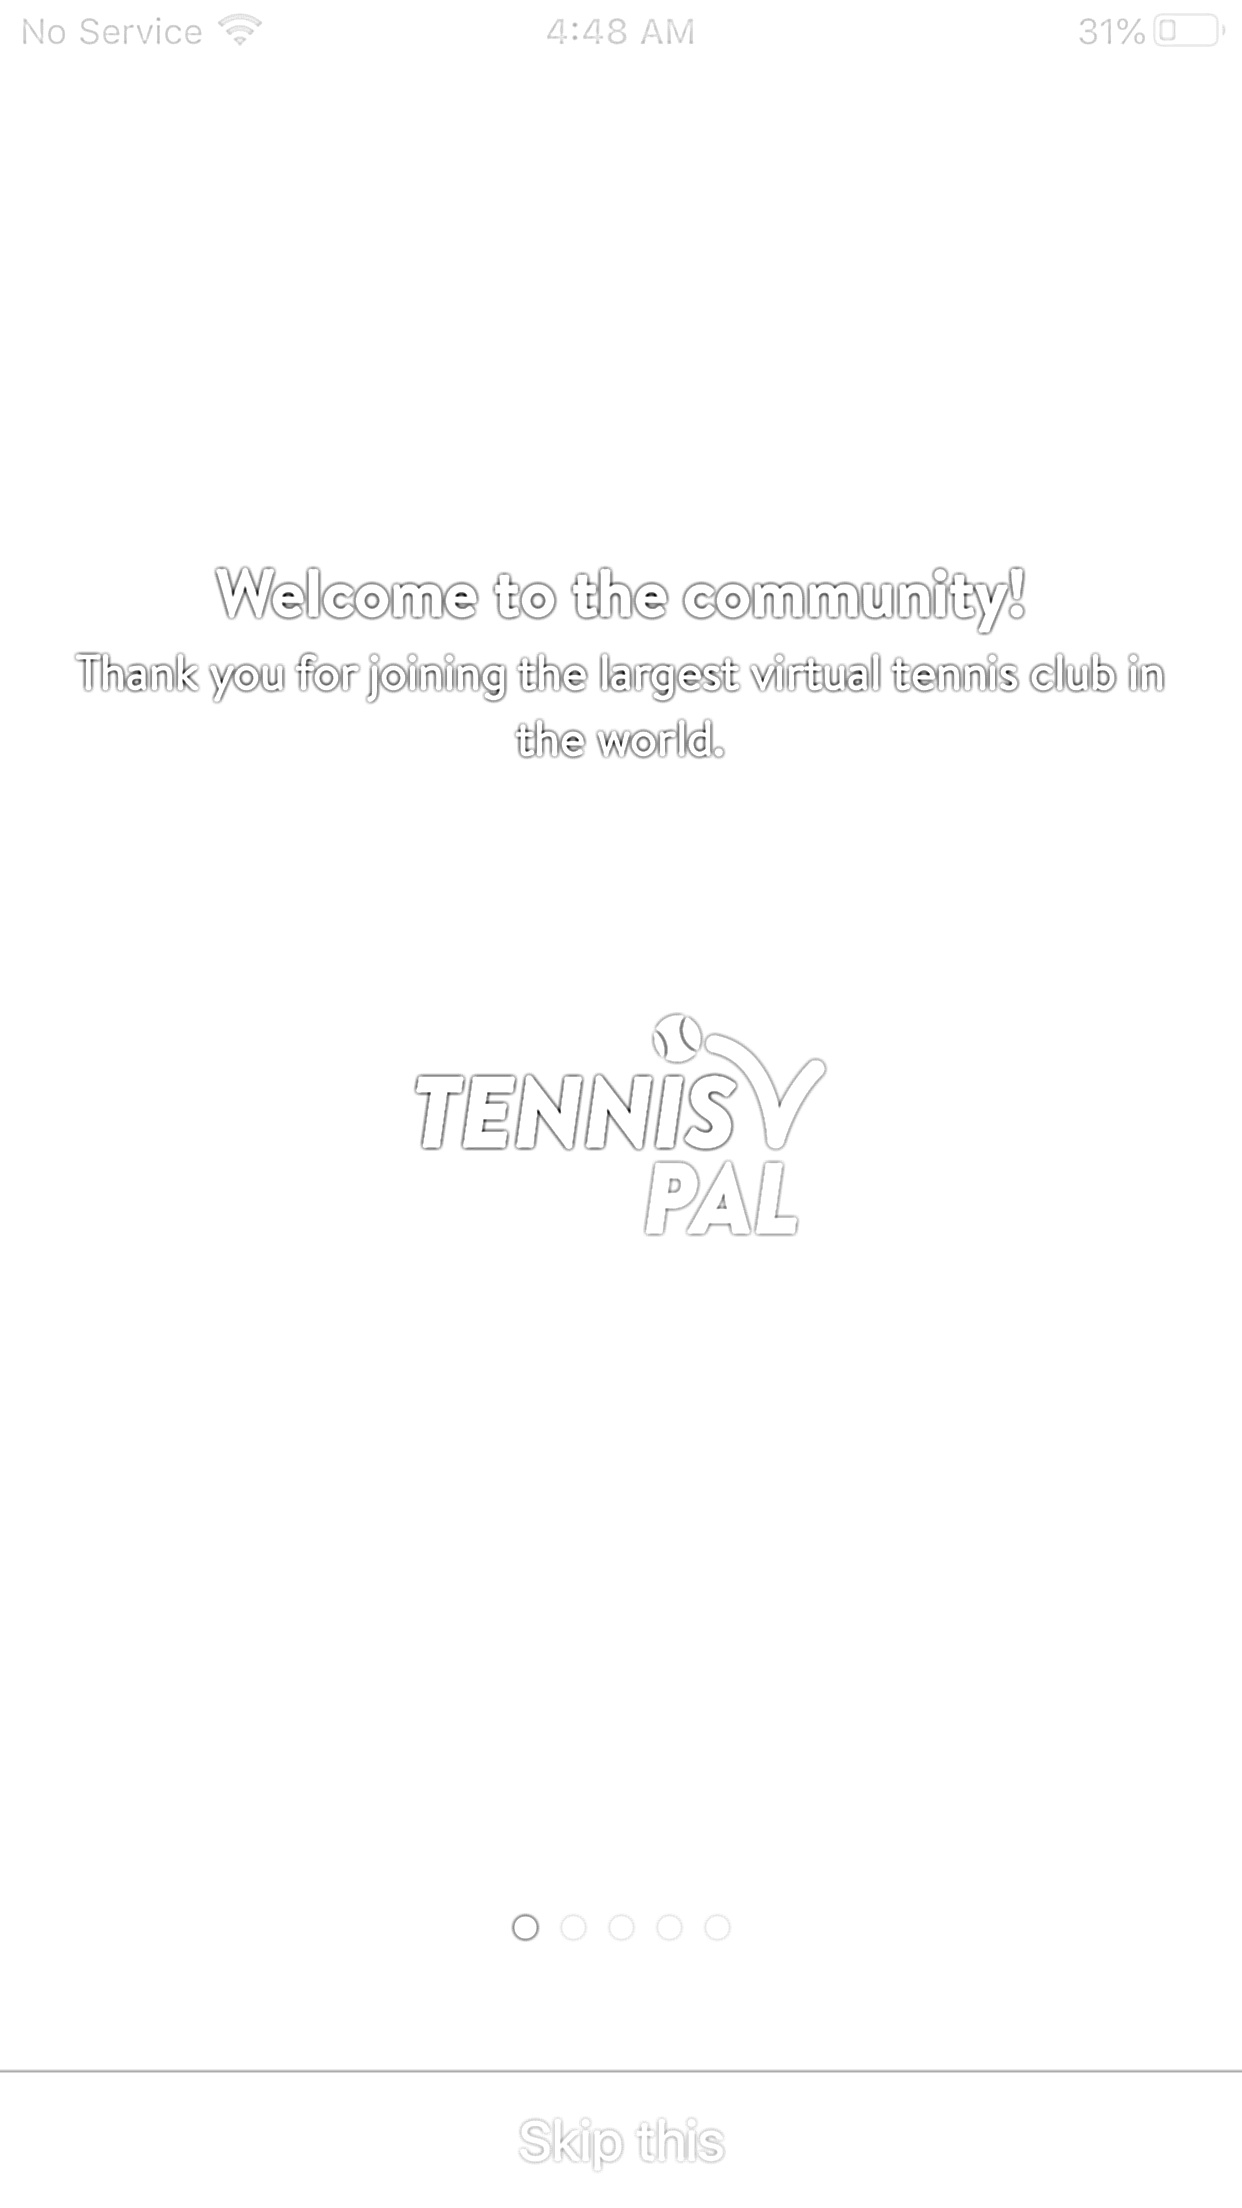 No Service 4:48 AM 31%
Welcome to the community!
Thank you for joining the largest virtual tennis club in
the world.
TENNIS
PAL
Skip this